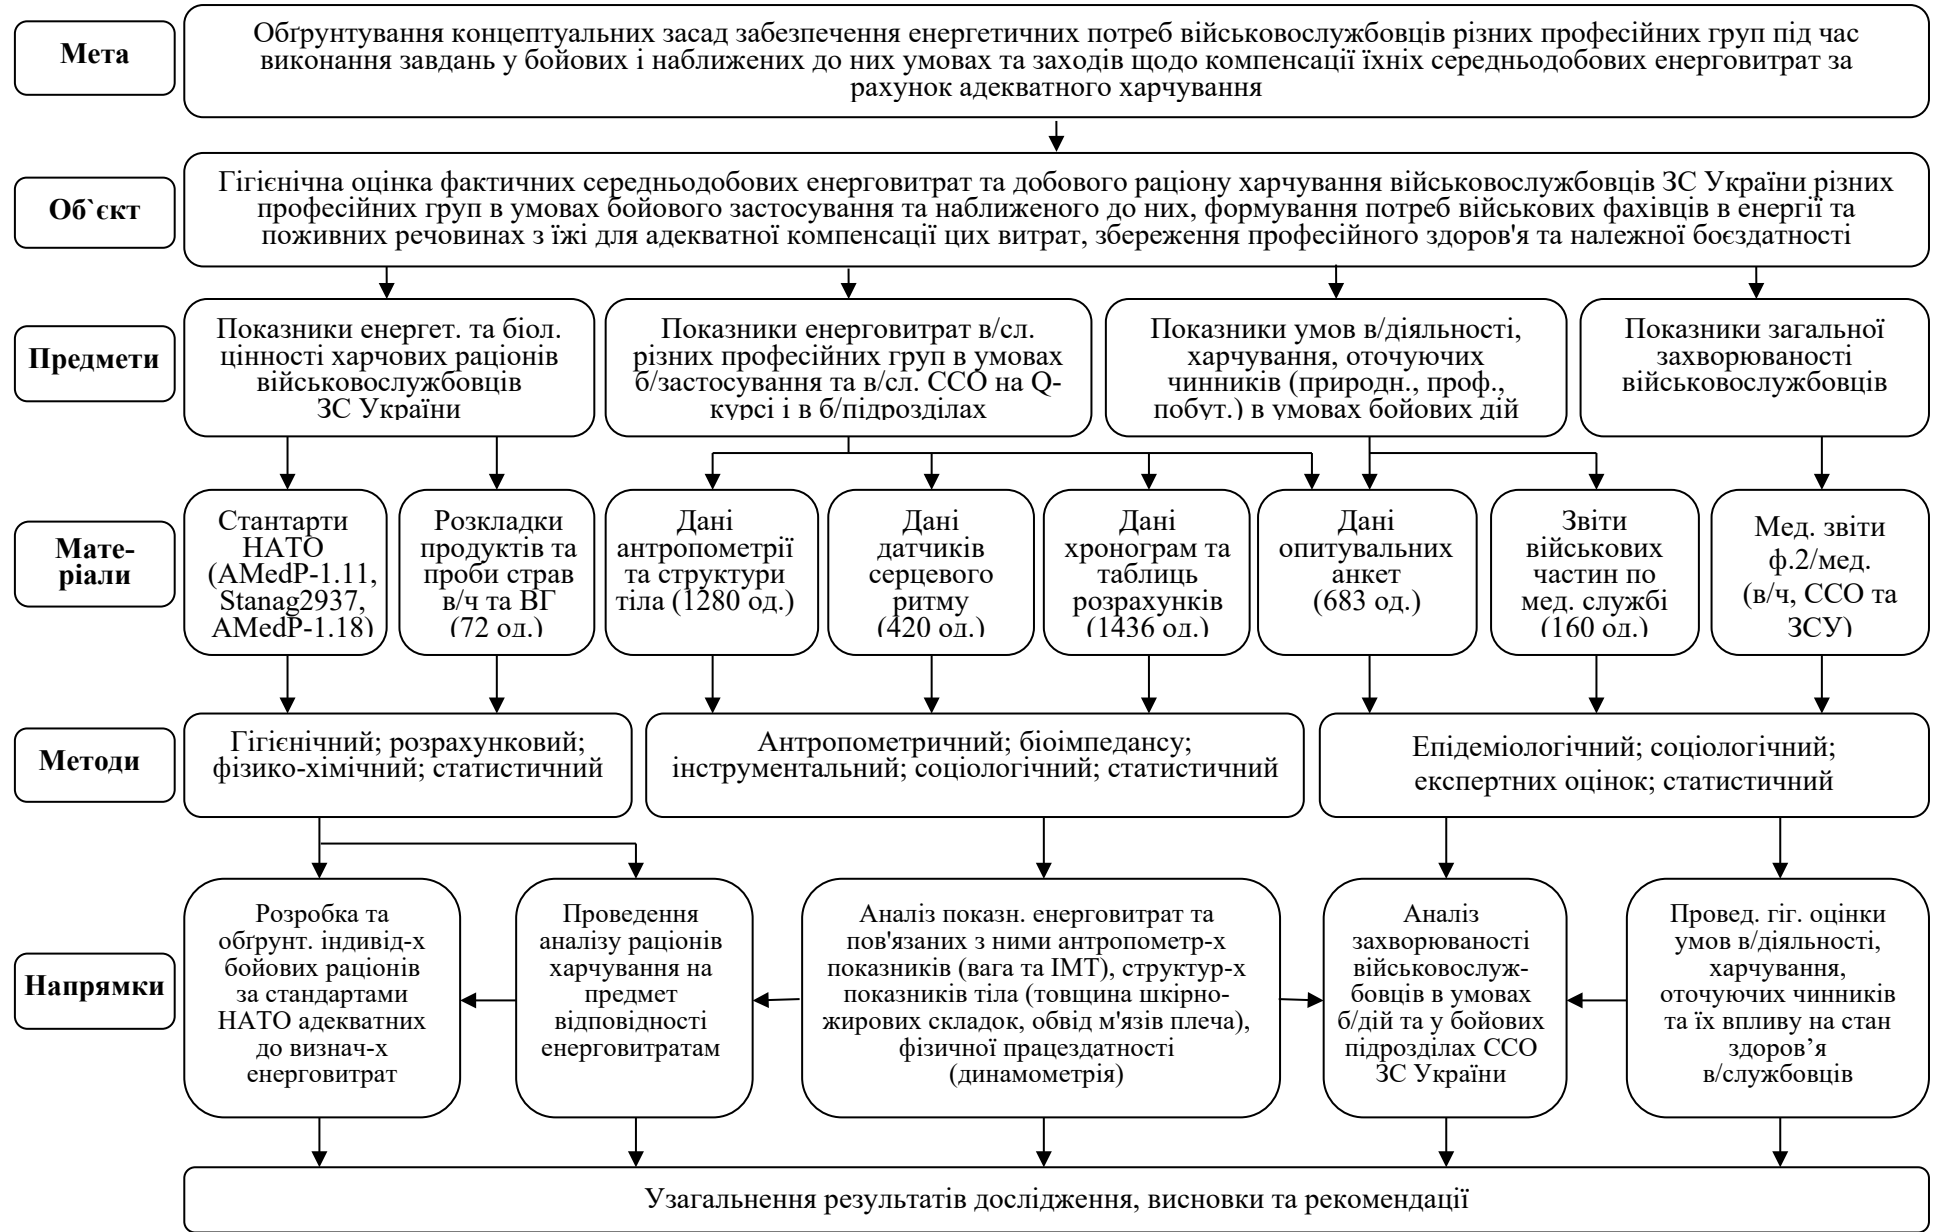 Мета
Обґрунтування концептуальних засад забезпечення енергетичних потреб військовослужбовців різних професійних груп під час
виконання завдань у бойових і наближених до них умовах та заходів щодо компенсації їхніх середньодобових енерговитрат за
рахунок адекватного харчування
Об`єкт
Гігієнічна оцінка фактичних середньодобових енерговитрат та добового раціону харчування військовослужбовців ЗС України різних
професійних груп в умовах бойового застосування та наближеного до них, формування потреб військових фахівців в енергії та
поживних речовинах з їжі для адекватної компенсації цих витрат, збереження професійного здоров'я та належної боєздатності
Предмети
Показники енергет. та біол.
цінності харчових раціонів
військовослужбовців
ЗС України
Показники енерговитрат в/сл.
різних професійних груп в умовах
б/застосування та в/сл. ССО на Q-
курсі і в б/підрозділах
Показники умов в/діяльності,
харчування, оточуючих
чинників (природн., проф.,
побут.) в умовах бойових дій
Показники загальної
захворюваності
військовослужбовців
Мате-
ріали
Стантарти
НАТО
(AMedP-1.11,
Stanag2937,
AMedP-1.18)
Розкладки
продуктів та
проби страв
в/ч та ВГ
(72 од.)
Дані
антропометрії
та структури
тіла (1280 од.)
Дані
датчиків
серцевого
ритму
(420 од.)
Дані
хронограм та
таблиць
розрахунків
(1436 од.)
Дані
опитувальних
анкет
(683 од.)
Звіти
військових
частин по
мед. службі
(160 од.)
Мед. звіти
ф.2/мед.
(в/ч, ССО та
ЗСУ)
Методи
Гігієнічний; розрахунковий;
фізико-хімічний; статистичний
Антропометричний; біоімпедансу;
інструментальний; соціологічний; статистичний
Епідеміологічний; соціологічний;
експертних оцінок; статистичний
Напрямки
Розробка та
обґрунт. індивід-х
бойових раціонів
за стандартами
НАТО адекватних
до визнач-х
енерговитрат
Проведення
аналізу раціонів
харчування на
предмет
відповідності
енерговитратам
Аналіз показн. енерговитрат та
пов'язаних з ними антропометр-х
показників (вага та ІМТ), структур-х
показників тіла (товщина шкірно-
жирових складок, обвід м'язів плеча),
фізичної працездатності
(динамометрія)
Аналіз
захворюваності
військовослуж-
бовців в умовах
б/дій та у бойових
підрозділах ССО
ЗС України
Провед. гіг. оцінки
умов в/діяльності,
харчування,
оточуючих чинників
та їх впливу на стан
здоров’я
в/службовців
Узагальнення результатів дослідження, висновки та рекомендації